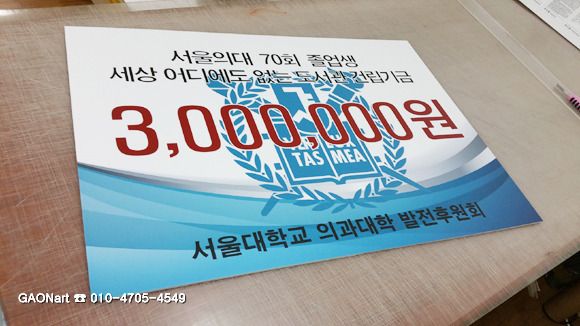 서울의대 70회 졸업생
세상 어디에도 없는 도서관 건립기금
3,000,000원
TAS MEA
서울대학교 의과대학 발전후원회
GAONart ☎ 010-4705-4549